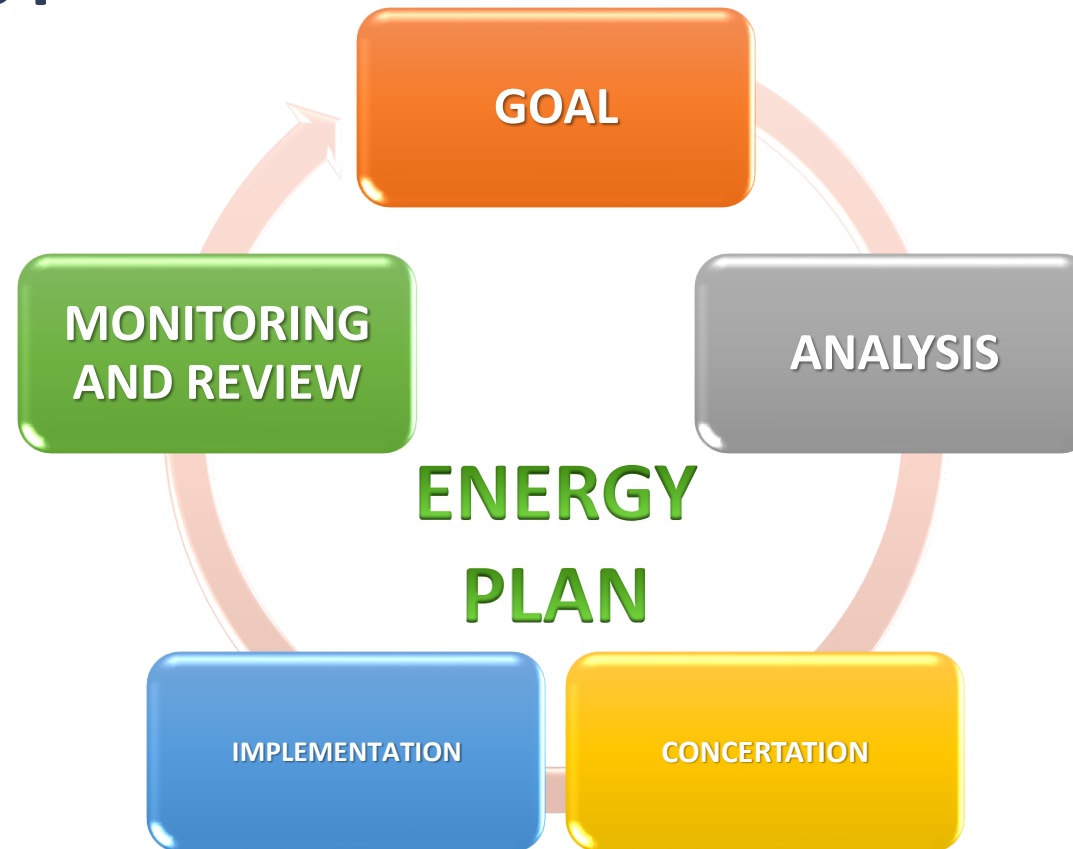 GOAL
MONITORING
AND REVIEW
ANALYSIS
ENERGY
PLAN
IMPLEMENTATION
CONCERTATION